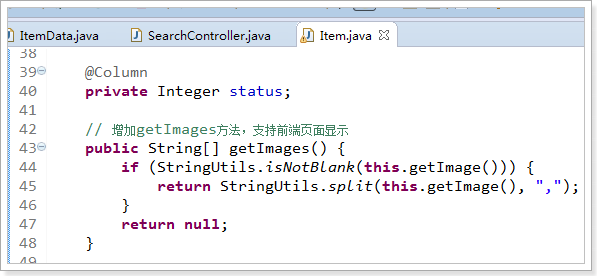 ItemData.java SearchController.java Item.java
38
39 @Column
40 private Integer status;
41
42 // 增加getImages方法，支持前端页面显示
43 public String[] getImages() {
44 if (StringUtils.isNotBlank(this.getImage())) {
45 return StringUtils.split(this.getImage(), ",");
46 }
47 return null;
48 }
49